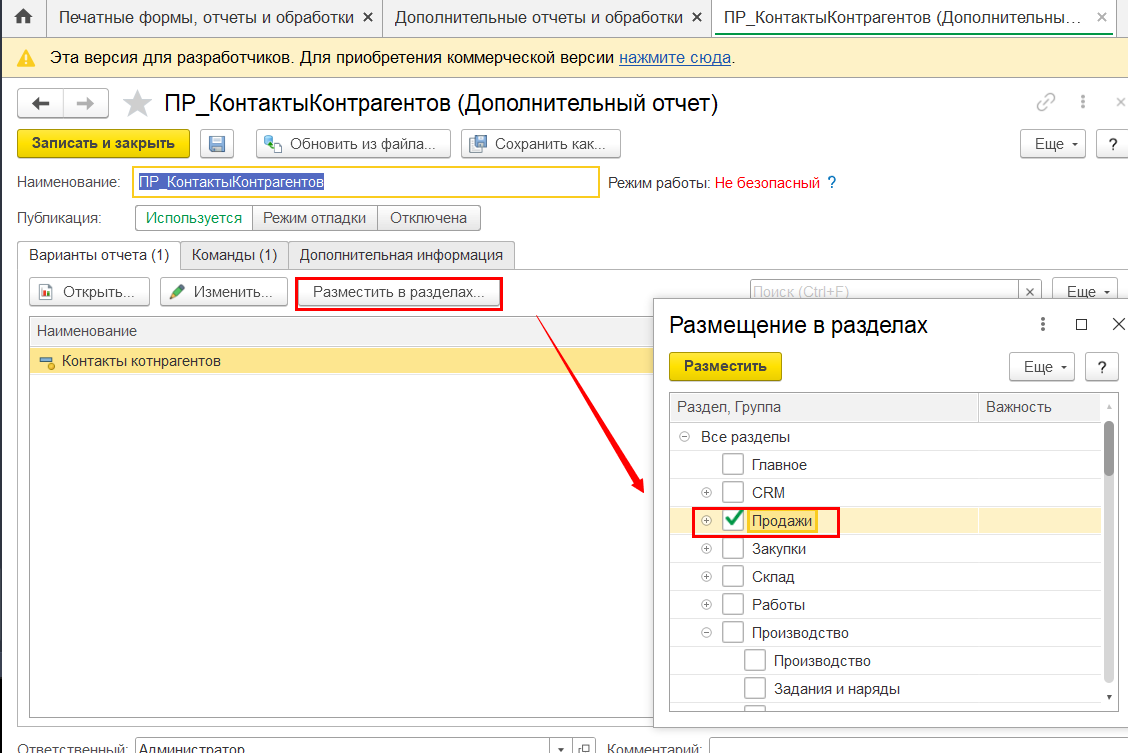 Печатные формы, отчеты и обработки × Дополнительные отчеты и обработки × ПР_КонтактыКонтрагентов (Дополнительны... ×
Эта версия для разработчиков. Для приобретения коммерческой версии нажмите сюда.
ПР_КонтактыКонтрагентов (Дополнительный отчет)
Записать и закрыть Обновить из файла... Сохранить как... Еще ?
Наименование: ПР_КонтактыКонтрагентов Режим работы: Не безопасный ?
Публикация: Используется Режим отладки Отключена
Варианты отчета (1) Команды (1) Дополнительная информация
Открыть... Изменить... Разместить в разделах... Поиск (Ctrl+F) × Еще
Наименование
Контакты котнрагентов
Размещение в разделах
Разместить Еще ?
Раздел, Группа Важность
Все разделы
Главное
CRM
Продажи
Закупки
Склад
Работы
Производство
Производство
Задания и наряды
Ответственный: Администратор Комментарий: